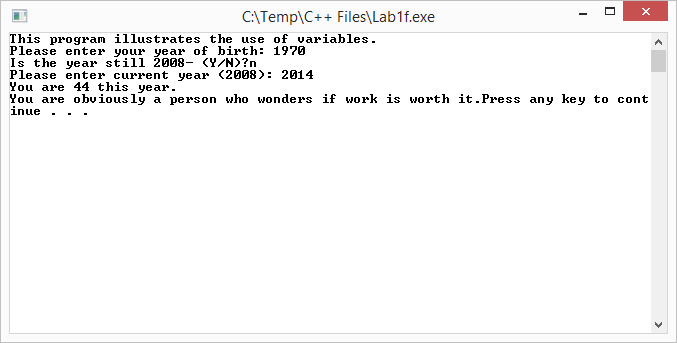 C:\Temp\C++ Files\Lab1f.exe
This program illustrates the use of variables.
Please enter your year of birth: 1970
Is the year still 2008- (Y/N)?n
Please enter current year (2008): 2014
You are 44 this year.
You are obviously a person who wonders if work is worth it.Press any key to cont
inue . . .